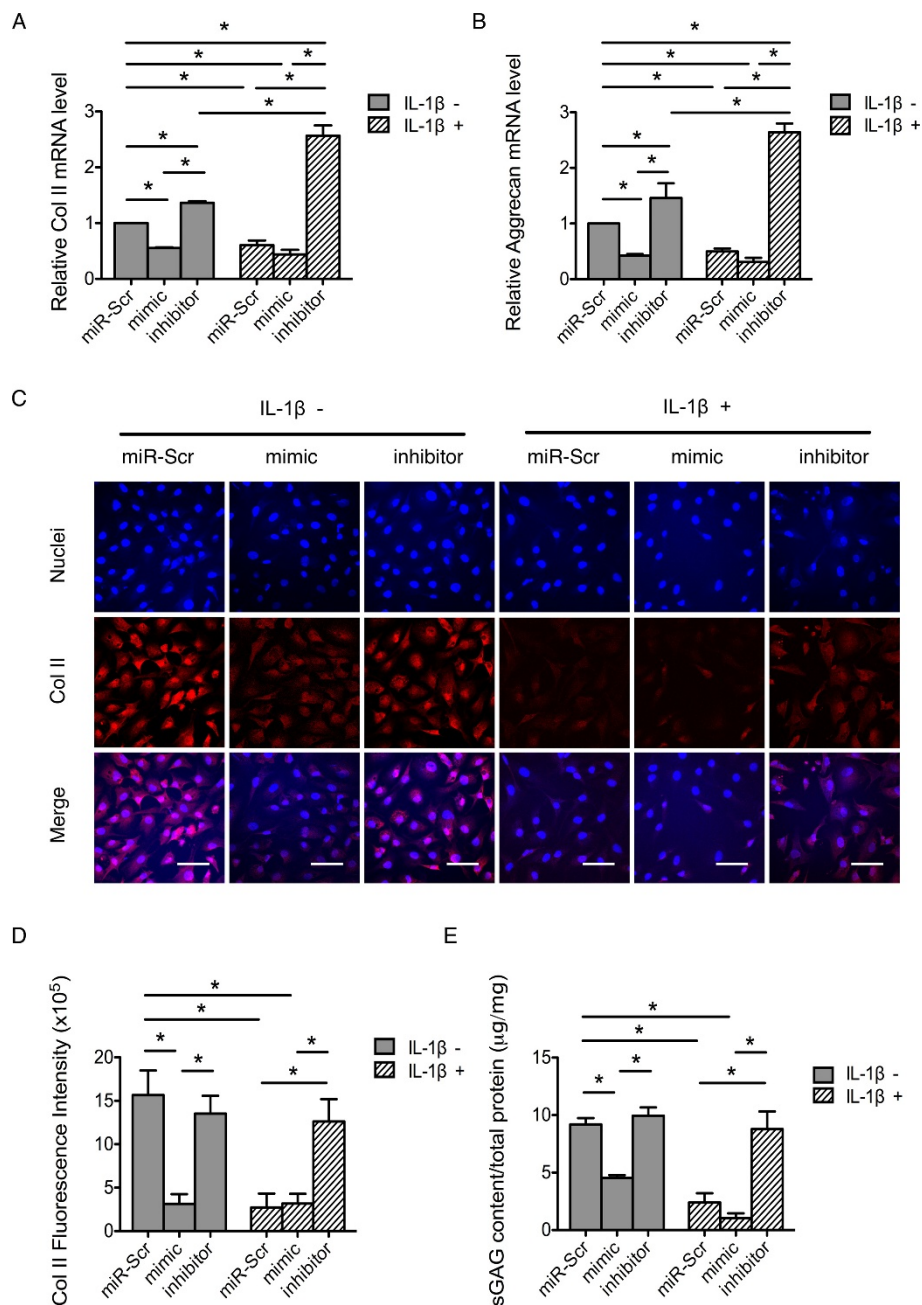 A
*
*
*
*
*
*
*
*
*
IL-1β -
IL-1β +
Relative Col II mRNA level
3
2
1
0
miR-Scr
mimic
inhibitor
miR-Scr
mimic
inhibitor
B
*
*
*
*
*
*
*
*
*
IL-1β -
IL-1β +
Relative Aggrecan mRNA level
3
2
1
0
miR-Scr
mimic
inhibitor
miR-Scr
mimic
inhibitor
C
IL-1β - IL-1β +
miR-Scr mimic inhibitor miR-Scr mimic inhibitor
Nuclei
Col II
Merge
D
*
*
*
*
*
*
IL-1β -
IL-1β +
Col II Fluorescence Intensity (x10⁵)
20
15
10
5
0
miR-Scr
mimic
inhibitor
miR-Scr
mimic
inhibitor
E
*
*
*
*
*
*
IL-1β -
IL-1β +
sGAG content/total protein (μg/mg)
15
10
5
0
miR-Scr
mimic
inhibitor
miR-Scr
mimic
inhibitor